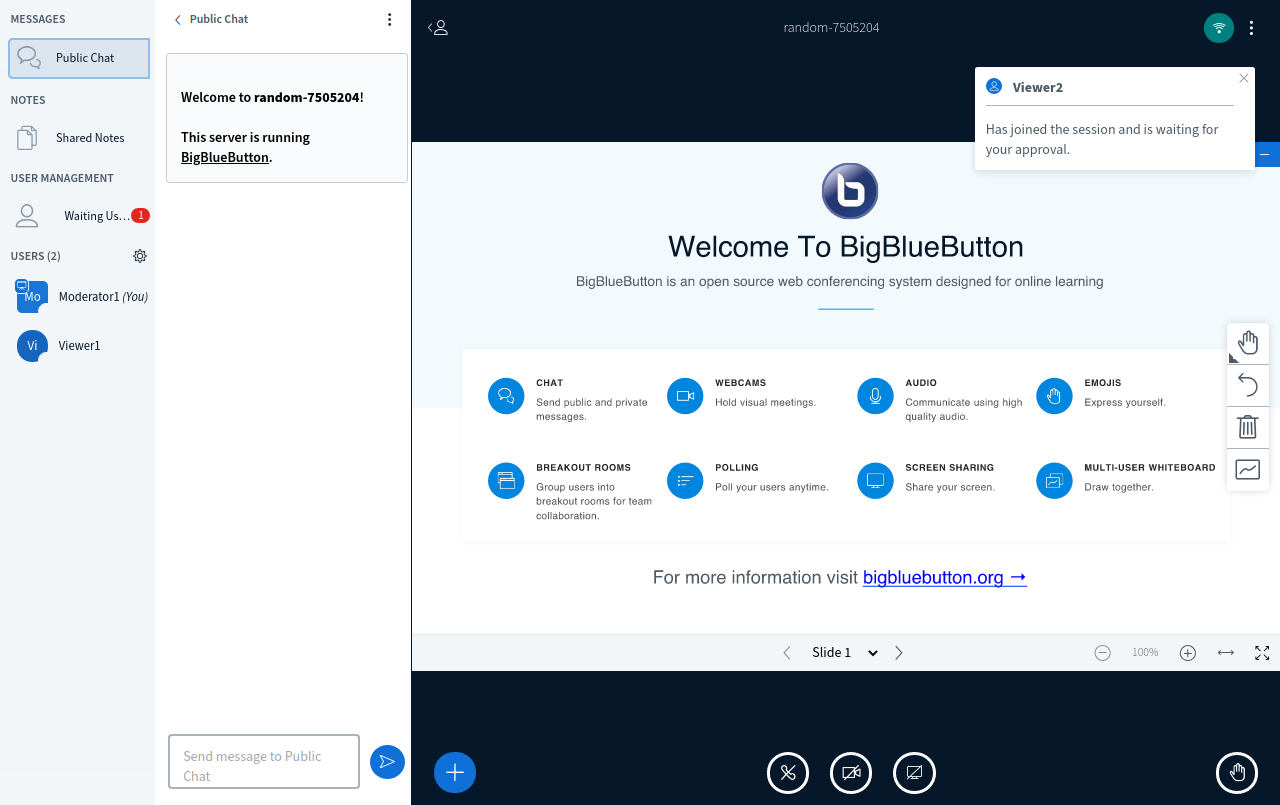 MESSAGES
Public Chat
NOTES
Shared Notes
USER MANAGEMENT
Waiting Us...
1
USERS (2)
Mo
Moderator1 (You)
Vi
Viewer1
Public Chat
Welcome to random-7505204!
This server is running
BigBlueButton.
Send message to Public
Chat
random-7505204
Viewer2
Has joined the session and is waiting for
your approval.
b
Welcome To BigBlueButton
BigBlueButton is an open source web conferencing system designed for online learning
CHAT
Send public and private
messages.
WEBCAMS
Hold visual meetings.
AUDIO
Communicate using high
quality audio.
EMOJIS
Express yourself.
BREAKOUT ROOMS
Group users into
breakout rooms for team
collaboration.
POLLING
Poll your users anytime.
SCREEN SHARING
Share your screen.
MULTI-USER WHITEBOARD
Draw together.
For more information visit bigbluebutton.org →
Slide 1
100%